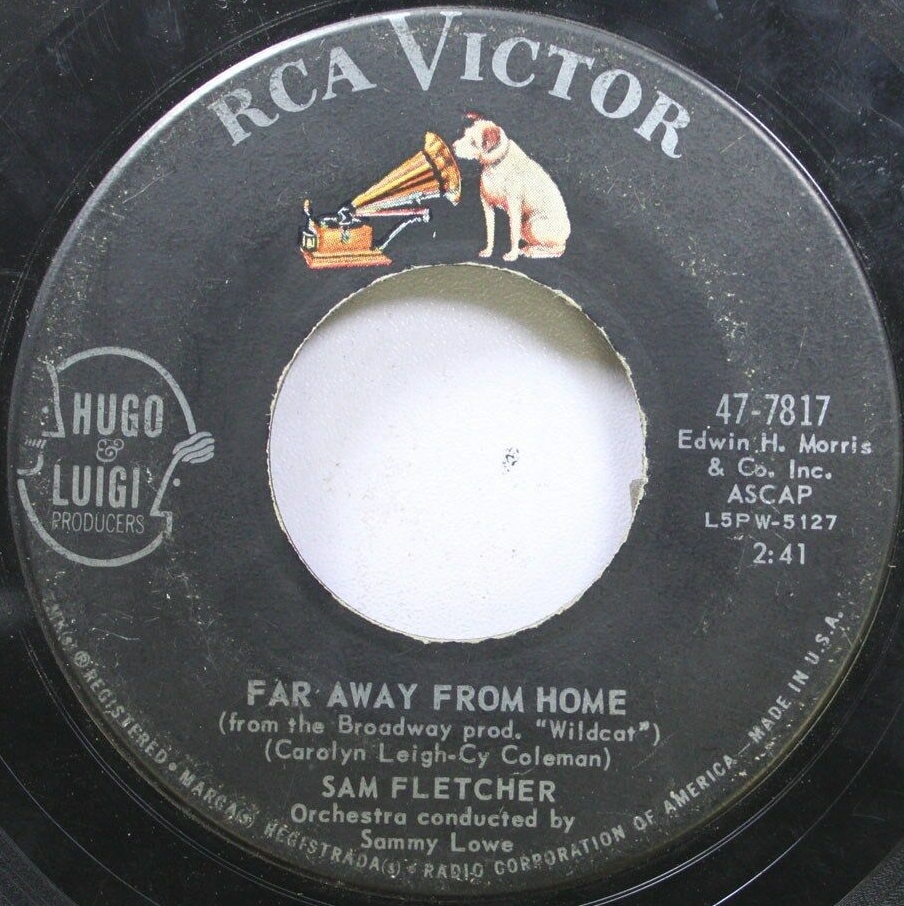 RCA VICTOR
HUGO
&
LUIGI
PRODUCERS
47-7817
Edwin H. Morris
& Co. Inc.
ASCAP
L5PW-5127
2:41
FAR AWAY FROM HOME
(from the Broadway prod. "Wildcat")
(Carolyn Leigh-Cy Coleman)
SAM FLETCHER
Orchestra conducted by
Sammy Lowe
®REGISTERED • MARCA(s) REGISTRADA(s) • RADIO CORPORATION OF AMERICA—MADE IN U.S.A.